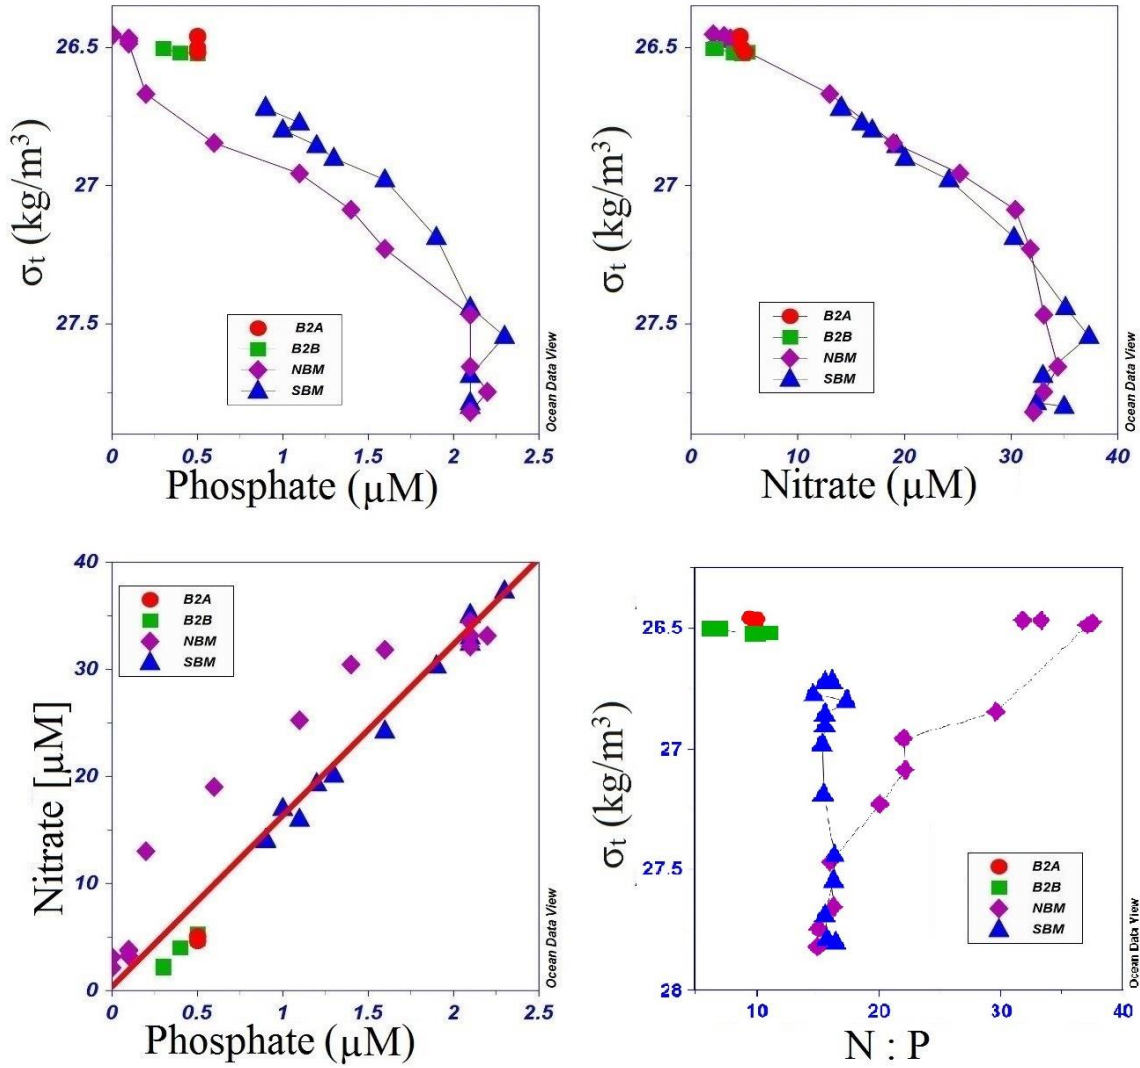 26.5
27
27.5
σt (kg/m³)
0 0.5 1 1.5 2 2.5
Phosphate (µM)
B2A
B2B
NBM
SBM
Ocean Data View
26.5
27
27.5
σt (kg/m³)
0 10 20 30 40
Nitrate (µM)
B2A
B2B
NBM
SBM
Ocean Data View
40
30
20
10
0
Nitrate [µM]
0 0.5 1 1.5 2 2.5
Phosphate (µM)
B2A
B2B
NBM
SBM
Ocean Data View
26.5
27
27.5
28
σt (kg/m³)
10 20 30 40
N : P
B2A
B2B
NBM
SBM
Ocean Data View